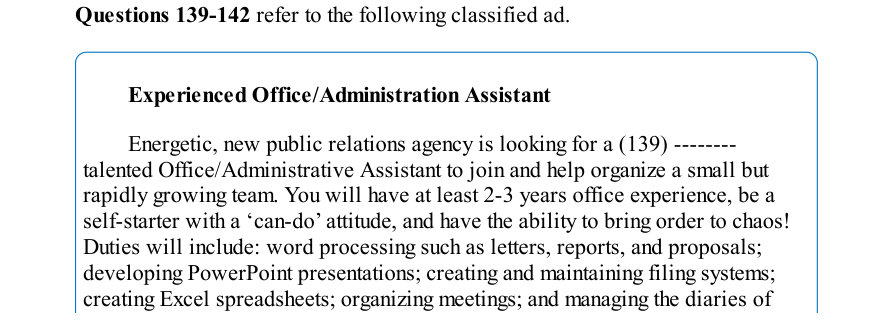 Questions 139-142 refer to the following classified ad.
Experienced Office/Administration Assistant
Energetic, new public relations agency is looking for a (139) --------
talented Office/Administrative Assistant to join and help organize a small but
rapidly growing team. You will have at least 2-3 years office experience, be a
self-starter with a ‘can-do’ attitude, and have the ability to bring order to chaos!
Duties will include: word processing such as letters, reports, and proposals;
developing PowerPoint presentations; creating and maintaining filing systems;
creating Excel spreadsheets; organizing meetings; and managing the diaries of